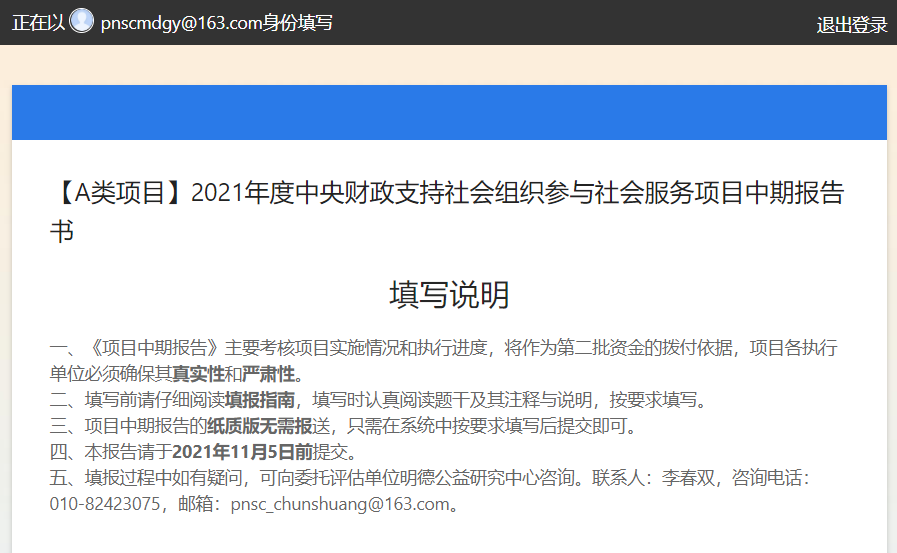 正在以 pnscmdgy@163.com身份填写
退出登录
【A类项目】2021年度中央财政支持社会组织参与社会服务项目中期报告
书
填写说明
一、《项目中期报告》主要考核项目实施情况和执行进度，将作为第二批资金的拨付依据，项目各执行
单位必须确保其真实性和严肃性。
二、填写前请仔细阅读填报指南，填写时认真阅读题干及其注释与说明，按要求填写。
三、项目中期报告的纸质版无需报送，只需在系统中按要求填写后提交即可。
四、本报告请于2021年11月5日前提交。
五、填报过程中如有疑问，可向委托评估单位明德公益研究中心咨询。联系人：李春双，咨询电话：
010-82423075，邮箱：pnsc_chunshuang@163.com。